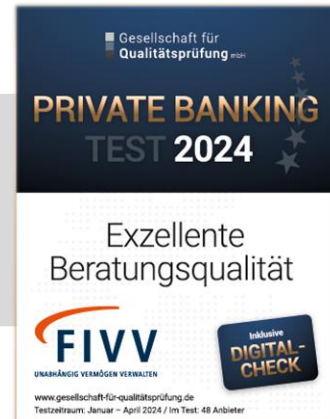 Gesellschaft für
Qualitätsprüfung mbH
PRIVATE BANKING
TEST 2024
Exzellente
Beratungsqualität
FIVV
UNABHÄNGIG VERMÖGEN VERWALTEN
Inklusive
DIGITAL-
CHECK
www.gesellschaft-für-qualitätsprüfung.de
Testzeitraum: Januar – April 2024 / Im Test: 48 Anbieter